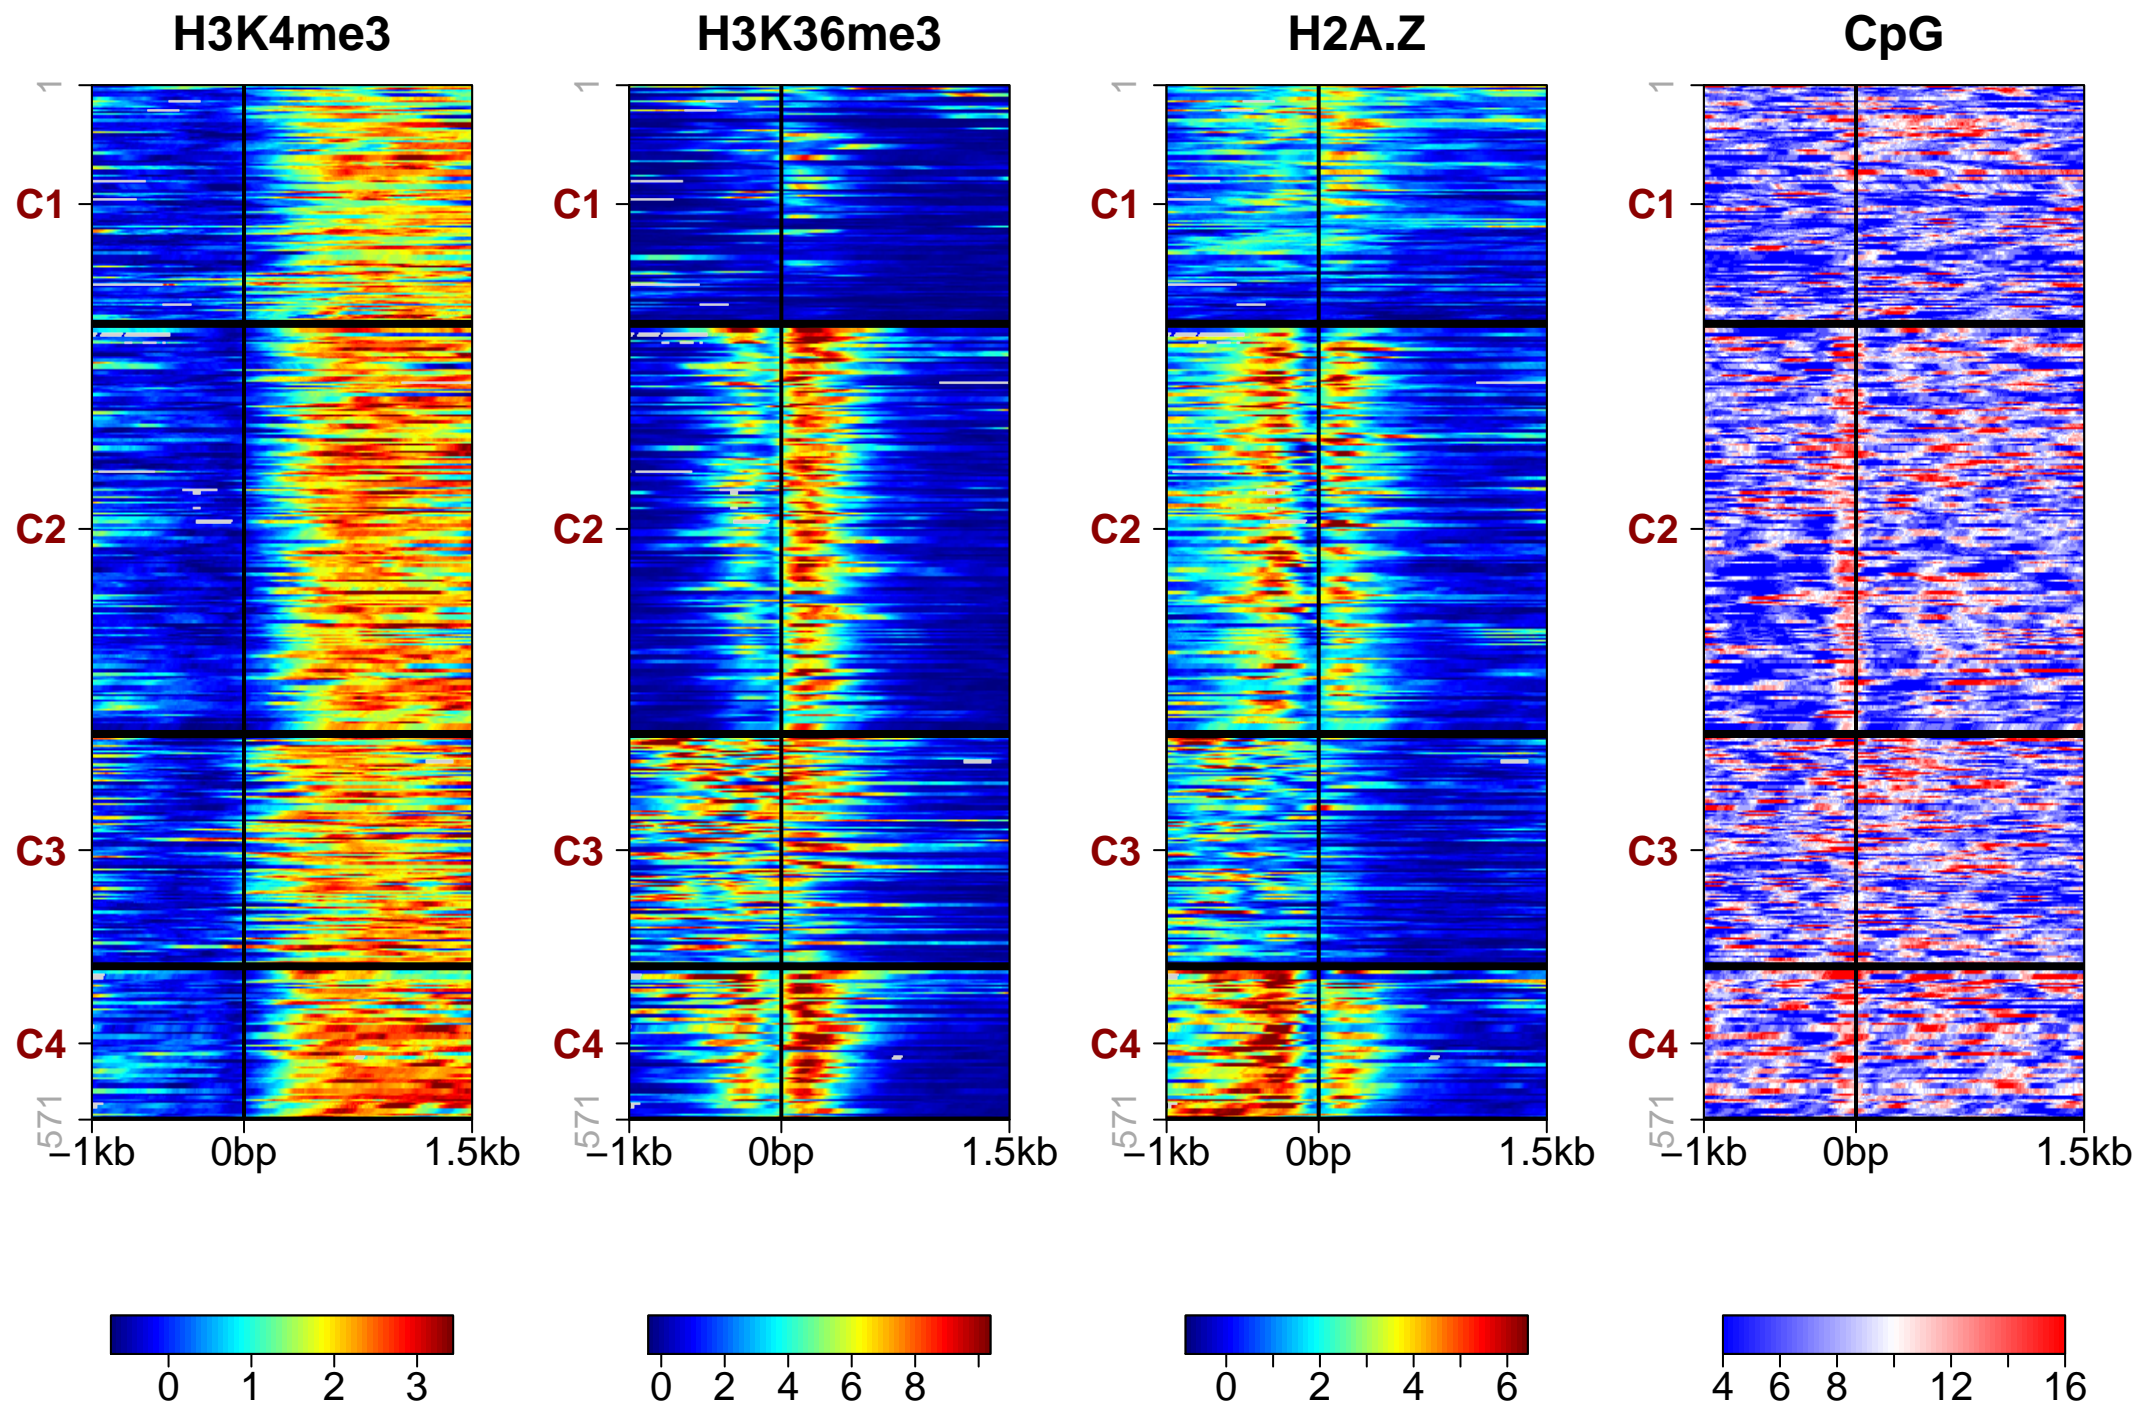 H3K4me3 H3K36me3 H2A.Z CpG
1 1 1 1
C1 C1 C1 C1
C2 C2 C2 C2
C3 C3 C3 C3
C4 C4 C4 C4
571 571 571 571
−1kb 0bp 1.5kb −1kb 0bp 1.5kb −1kb 0bp 1.5kb −1kb 0bp 1.5kb
0 1 2 3 0 2 4 6 8 0 2 4 6 4 6 8 12 16